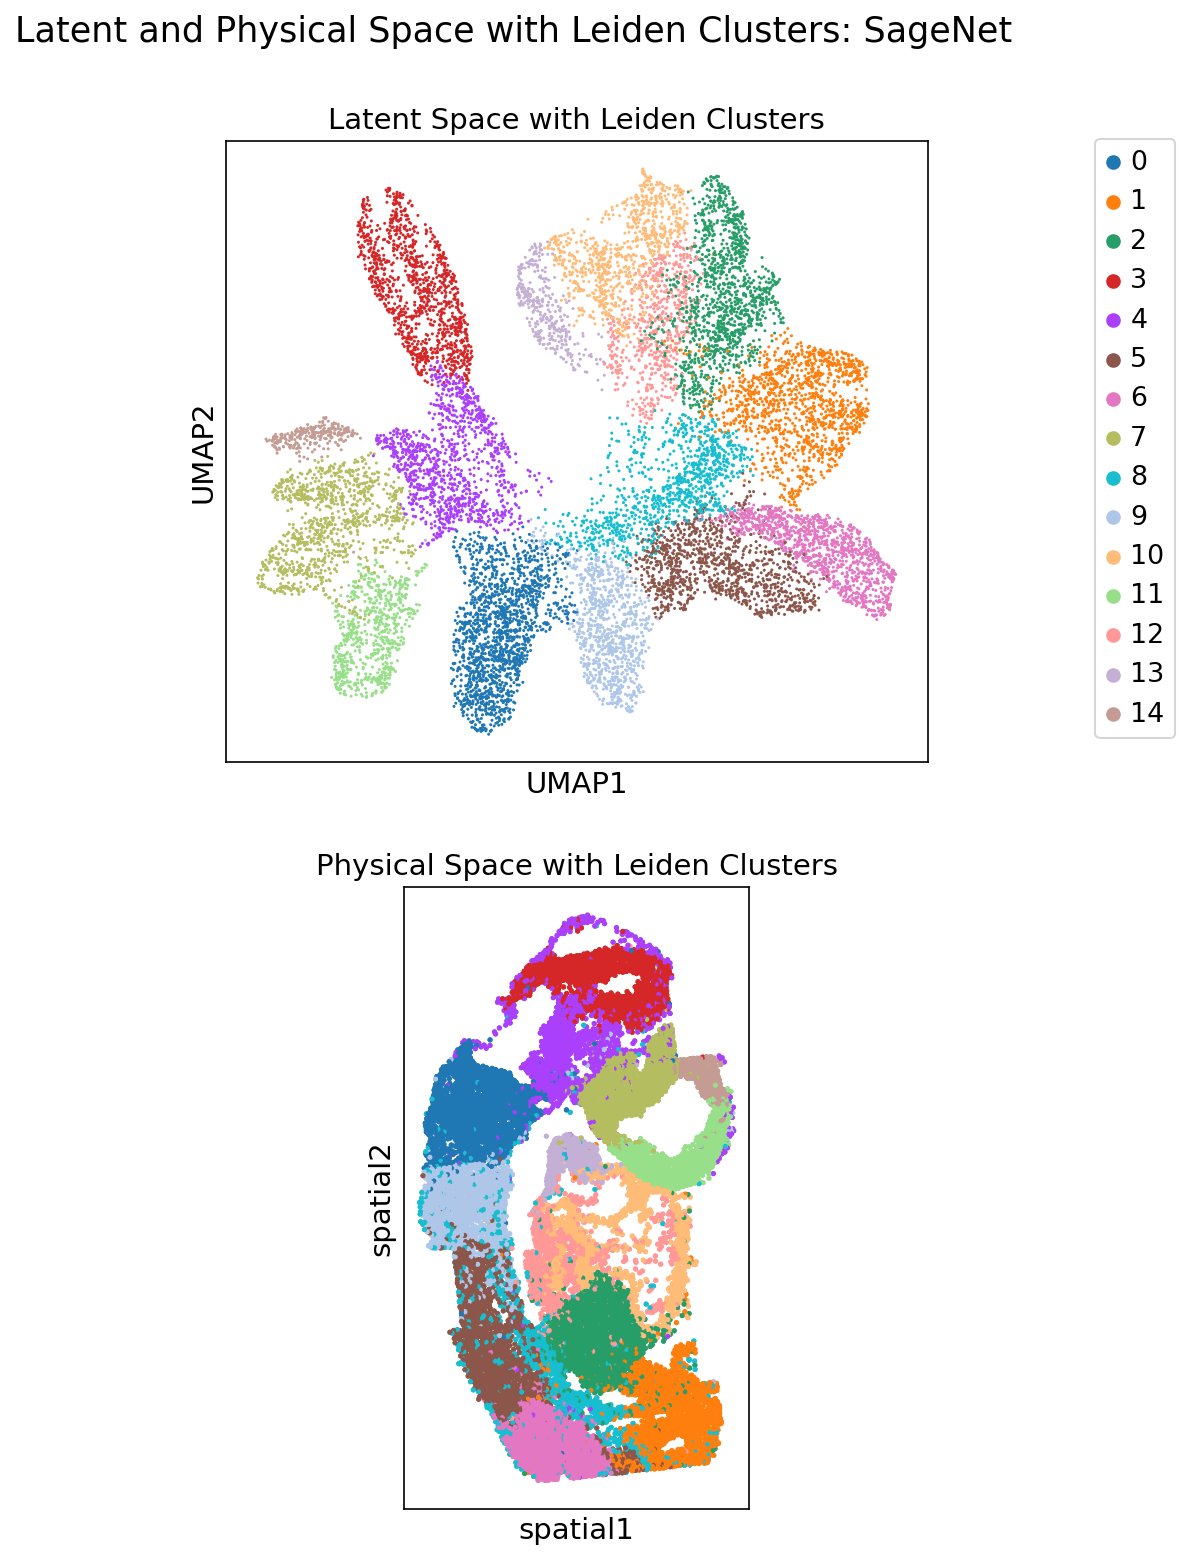 Latent and Physical Space with Leiden Clusters: SageNet
Latent Space with Leiden Clusters
UMAP2
UMAP1
0
1
2
3
4
5
6
7
8
9
10
11
12
13
14
Physical Space with Leiden Clusters
spatial2
spatial1